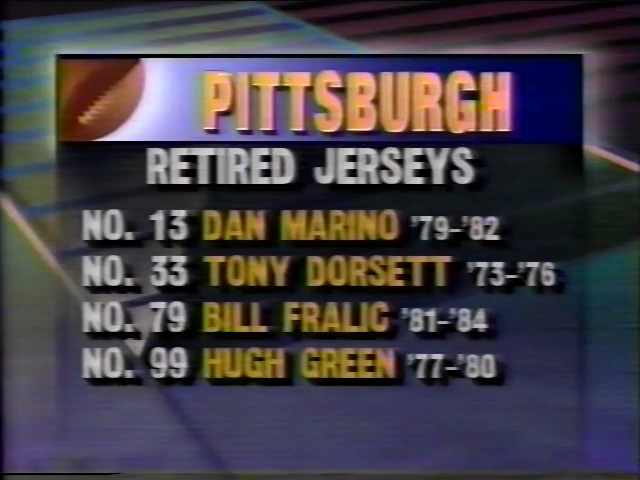 PITTSBURGH
RETIRED JERSEYS
NO. 13 DAN MARINO '79-'82
NO. 33 TONY DORSETT '73-'76
NO. 79 BILL FRALIC '81-'84
NO. 99 HUGH GREEN '77-'80